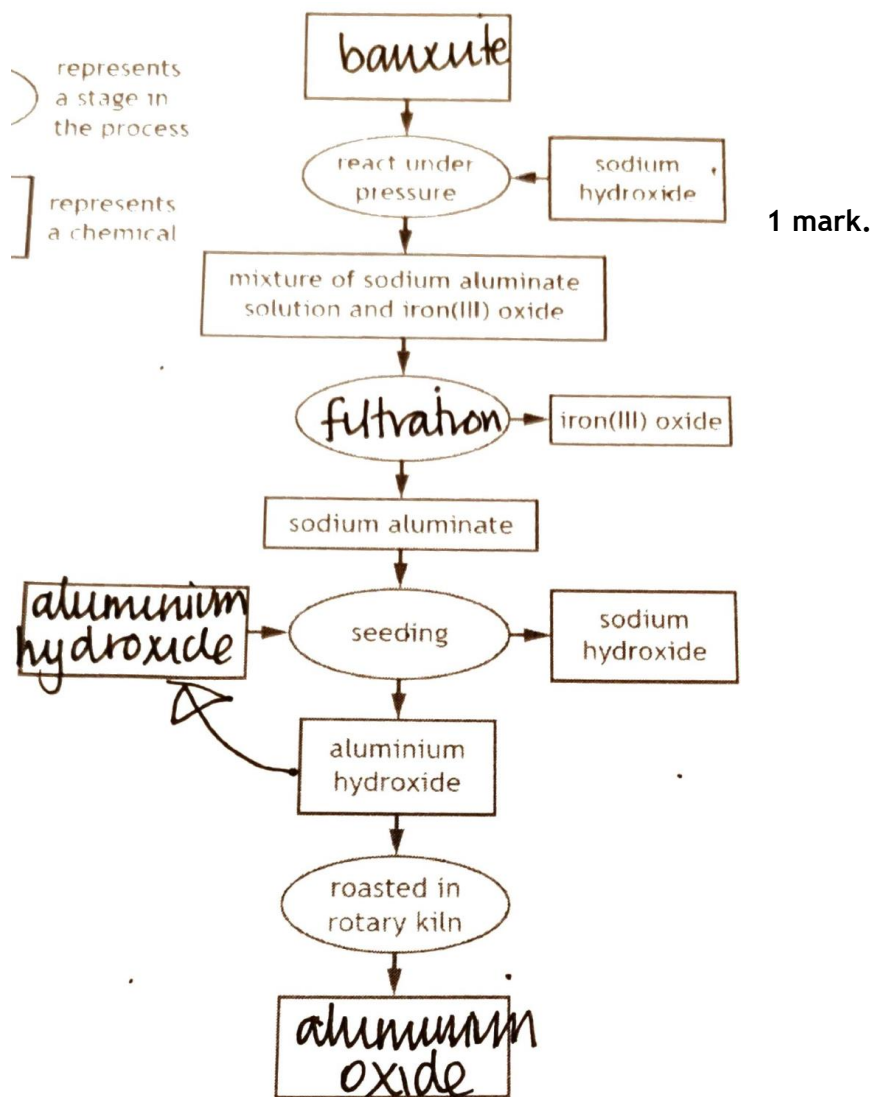 bauxite
represents
a stage in
the process
react under
pressure
sodium
hydroxide
represents
a chemical
1 mark.
mixture of sodium aluminate
solution and iron(III) oxide
filtration
iron(III) oxide
sodium aluminate
aluminium
hydroxide
seeding
sodium
hydroxide
aluminium
hydroxide
roasted in
rotary kiln
aluminium
oxide